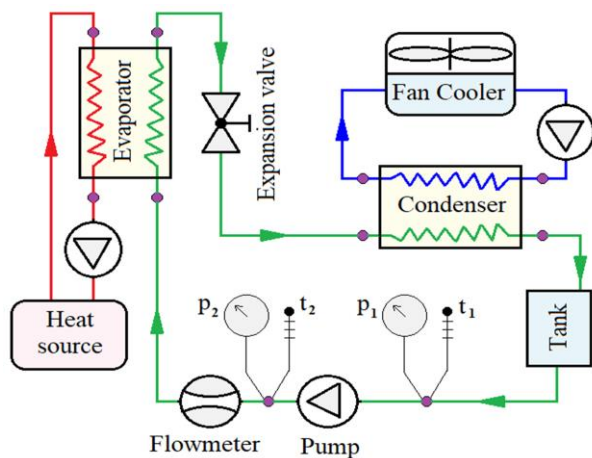 Evaporator
Expansion valve
Fan Cooler
Condenser
Heat
source
p₂
t₂
p₁
t₁
Tank
Flowmeter
Pump